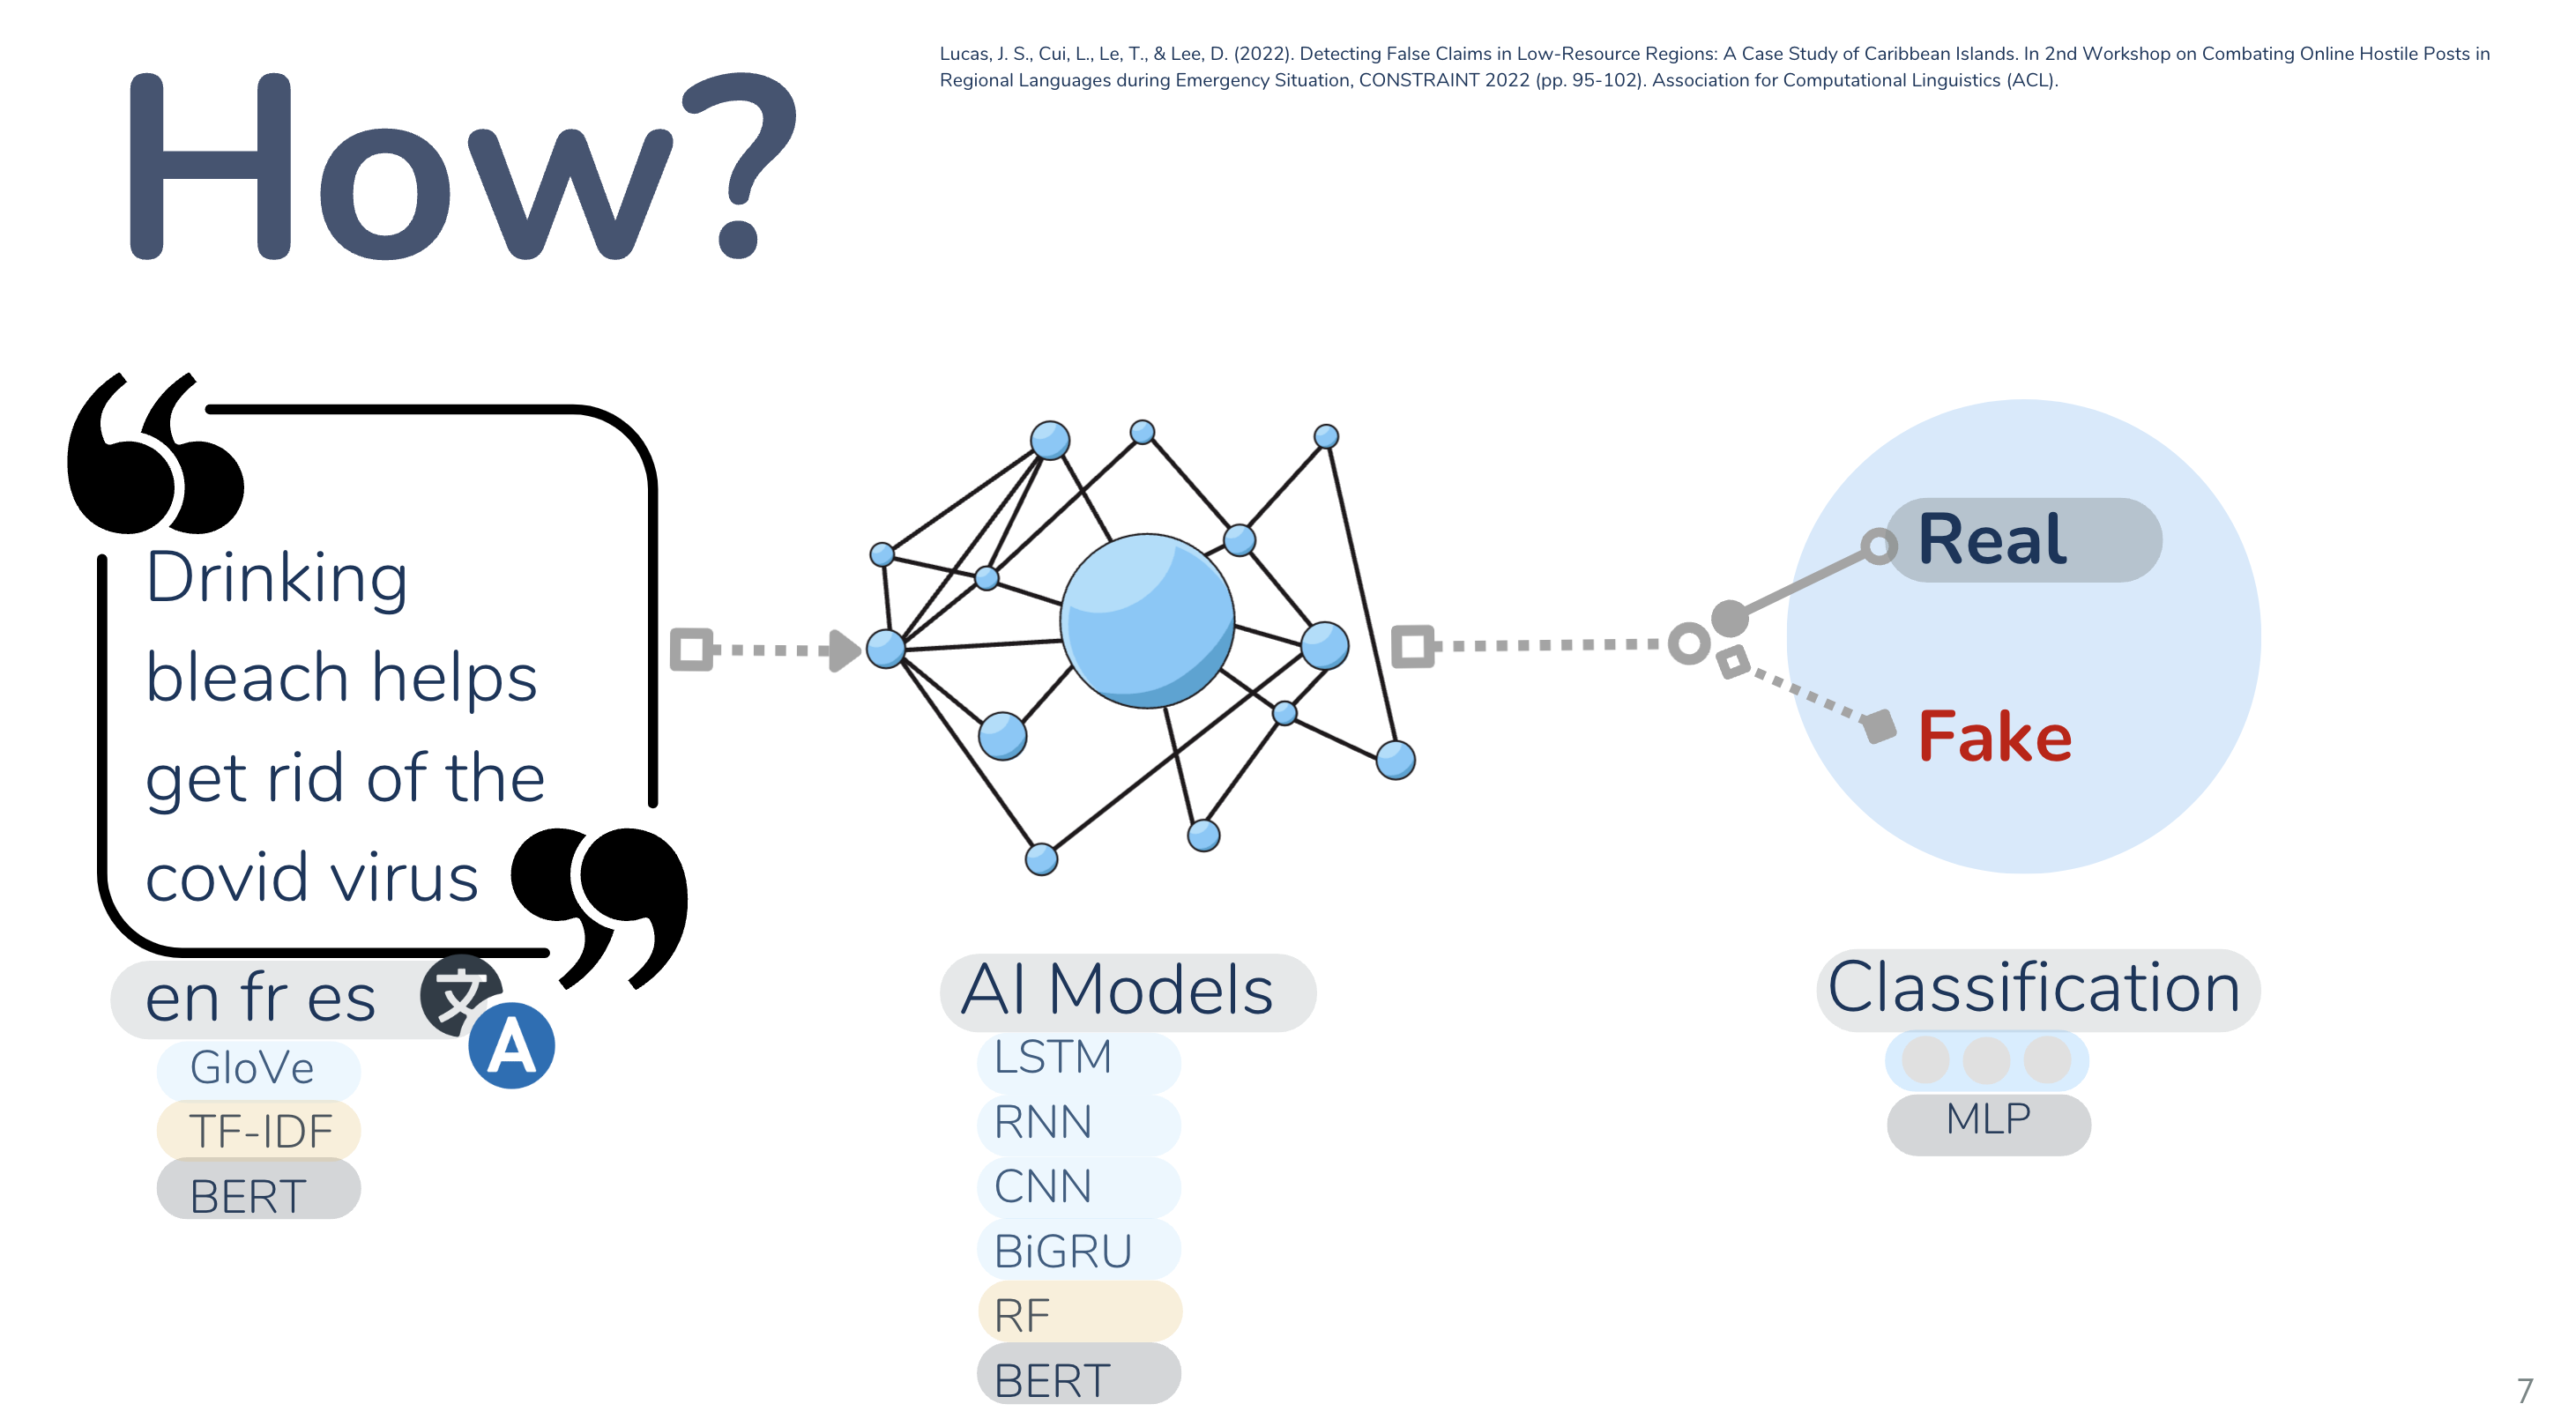 How?
Lucas, J. S., Cui, L., Le, T., & Lee, D. (2022). Detecting False Claims in Low-Resource Regions: A Case Study of Caribbean Islands. In 2nd Workshop on Combating Online Hostile Posts in
Regional Languages during Emergency Situation, CONSTRAINT 2022 (pp. 95-102). Association for Computational Linguistics (ACL).
“
Drinking
bleach helps
get rid of the
covid virus
”
en fr es
文
A
GloVe
TF-IDF
BERT
AI Models
LSTM
RNN
CNN
BiGRU
RF
BERT
Real
Fake
Classification
MLP
7